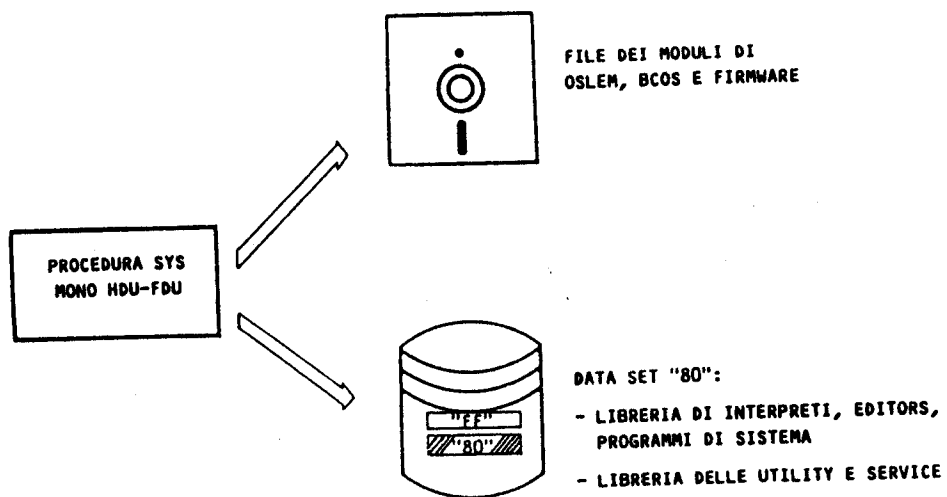 FILE DEI MODULI DI
OSLEM, BCOS E FIRMWARE
PROCEDURA SYS
MONO HDU-FDU
DATA SET "80":
- LIBRERIA DI INTERPRETI, EDITORS,
PROGRAMMI DI SISTEMA
- LIBRERIA DELLE UTILITY E SERVICE
"FF"
"80"